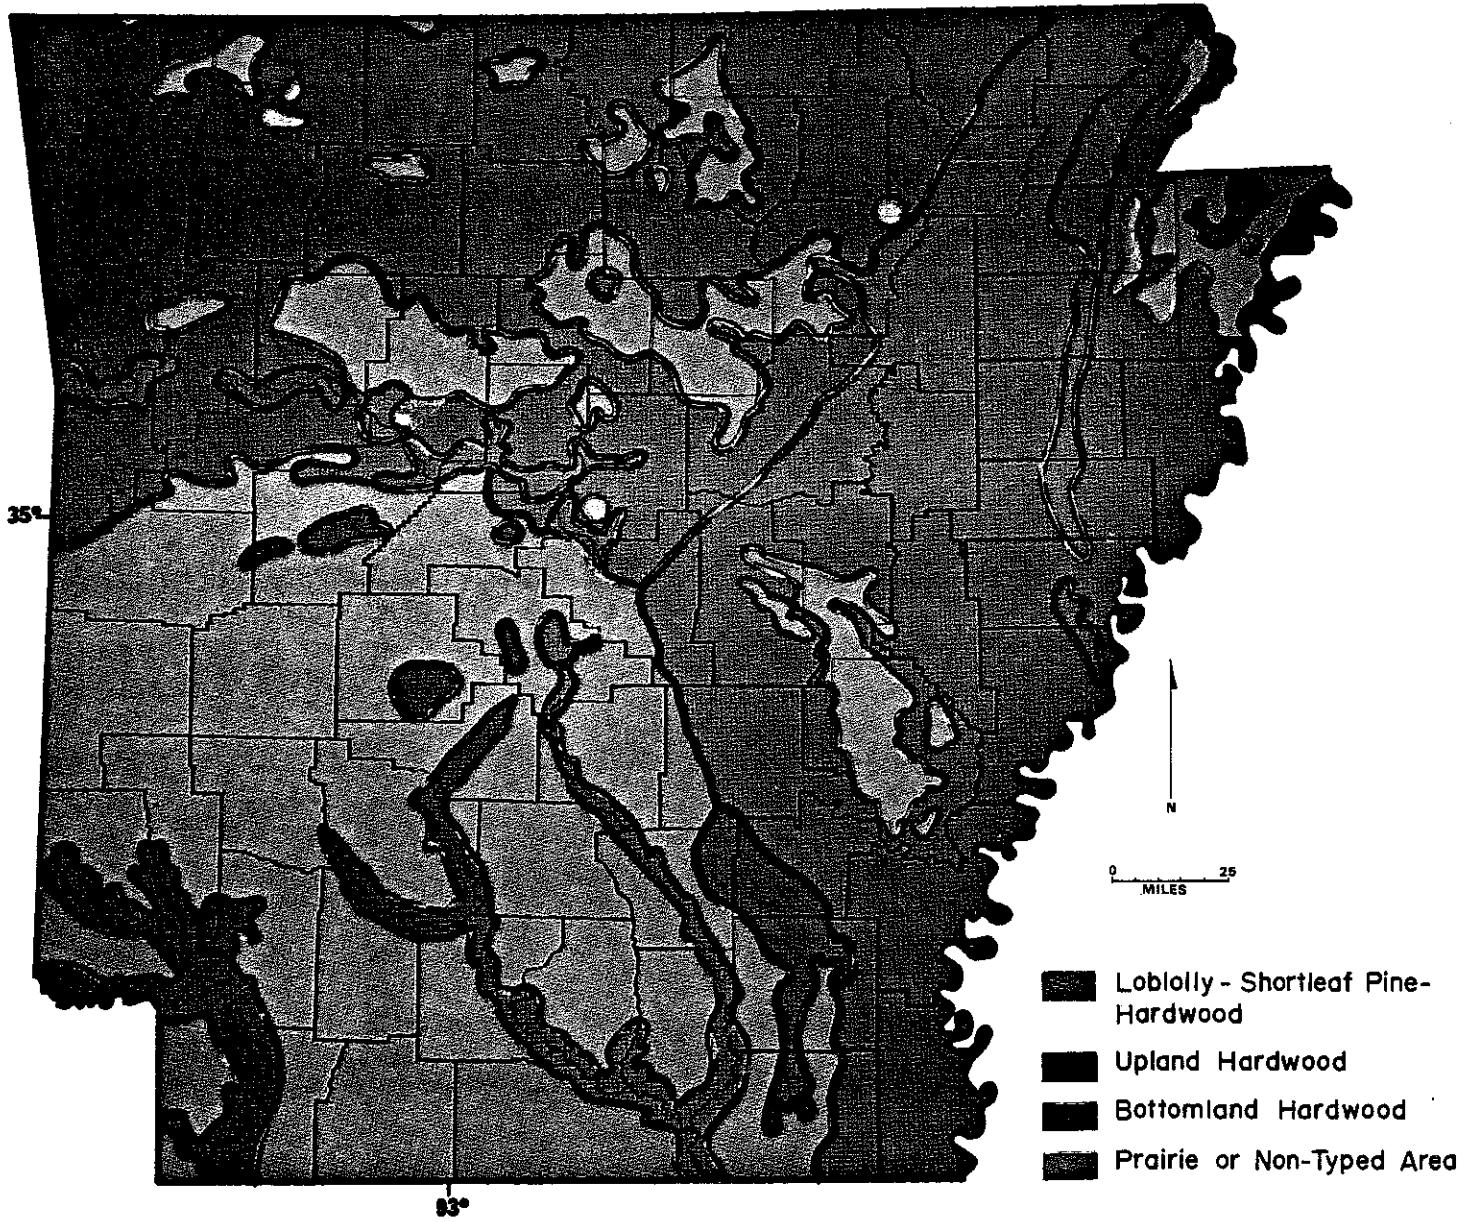 35°
N
0 25
MILES
Loblolly - Shortleaf Pine-
Hardwood
Upland Hardwood
Bottomland Hardwood
Prairie or Non-Typed Area
93°